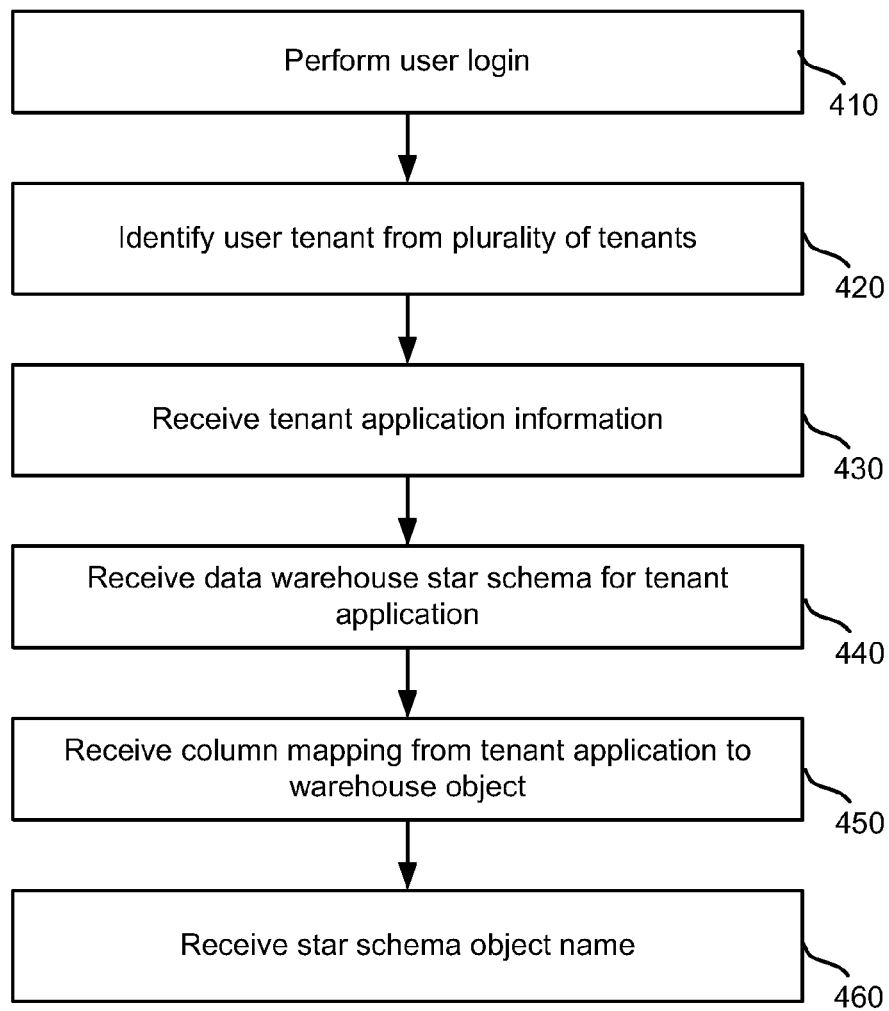 Perform user login
410
Identify user tenant from plurality of tenants
420
Receive tenant application information
430
Receive data warehouse star schema for tenant
application
440
Receive column mapping from tenant application to
warehouse object
450
Receive star schema object name
460